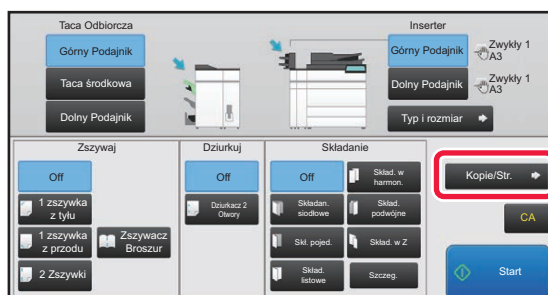 Taca Odbiorcza
Inserter
Górny Podajnik
Taca środkowa
Dolny Podajnik
Górny Podajnik
Zwykły 1
A3
Dolny Podajnik
Zwykły 1
A3
Typ i rozmiar
Zszywaj
Off
1 zszywka
z tyłu
1 zszywka
z przodu
Zszywacz
Broszur
2 Zszywki
Dziurkuj
Off
Dziurkacz 2
Otwory
Składanie
Off
Skład. w
harmon.
Składan.
siodłowe
Skład.
podwójne
Skł. pojed.
Skład. w Z
Skład.
listowe
Szczeg.
Kopie/Str.
CA
Start